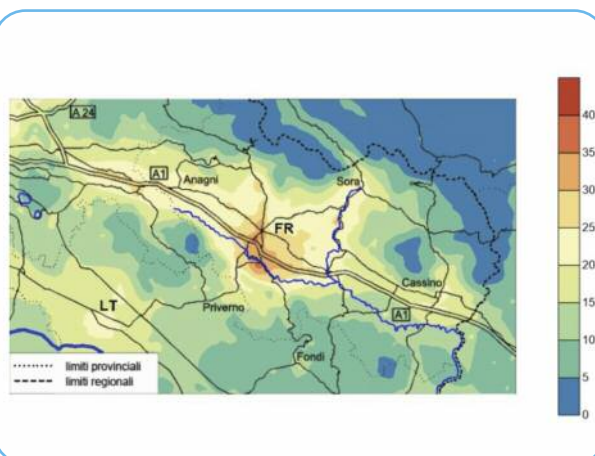 A 24
A1
Anagni
Sora
FR
Cassino
LT
Priverno
A1
Fondi
limiti provinciali
limiti regionali
40
35
30
25
20
15
10
5
0